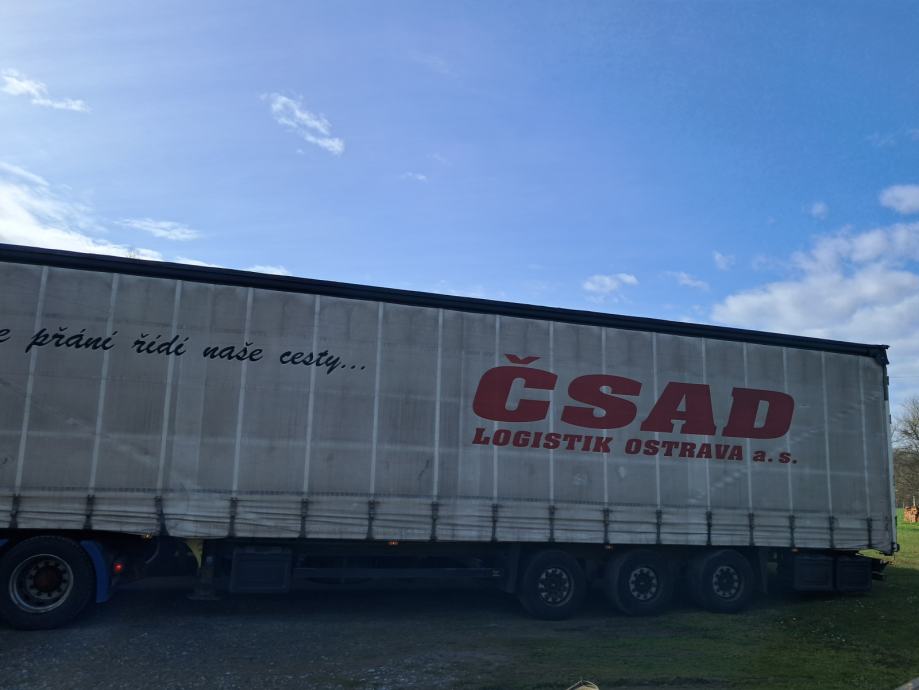 přání řídí naše cesty...
ČSAD
LOGISTIK OSTRAVA a.s.